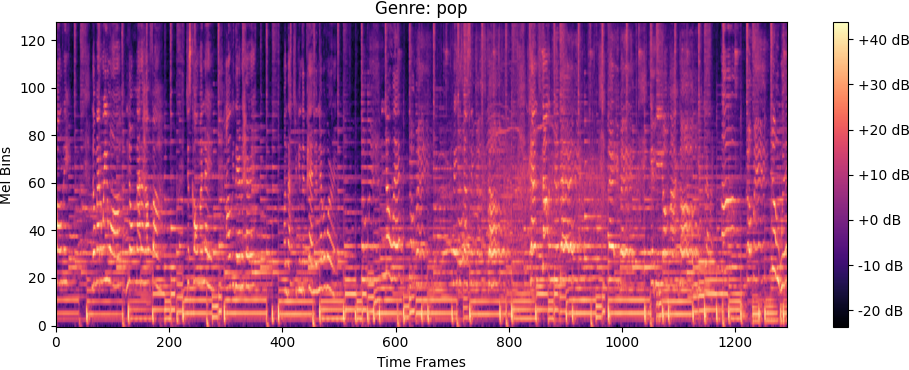 Genre: pop
120
100
80
60
40
20
0
Mel Bins
0 200 400 600 800 1000 1200
Time Frames
+40 dB
+30 dB
+20 dB
+10 dB
+0 dB
-10 dB
-20 dB